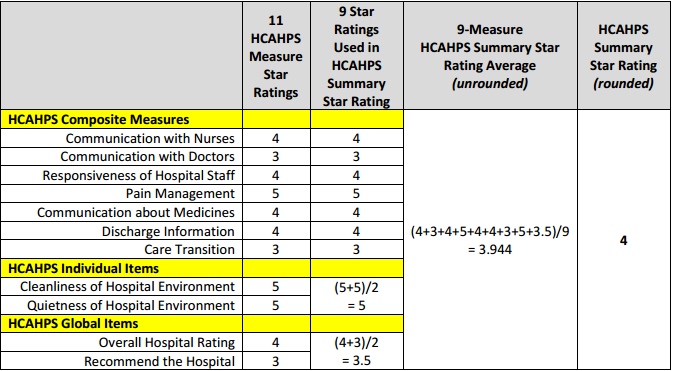 11
HCAHPS
Measure
Star
Ratings
9 Star
Ratings
Used in
HCAHPS
Summary
Star Rating
9-Measure
HCAHPS Summary Star
Rating Average
(unrounded)
HCAHPS
Summary
Star Rating
(rounded)
HCAHPS Composite Measures
Communication with Nurses 4 4
Communication with Doctors 3 3
Responsiveness of Hospital Staff 4 4
Pain Management 5 5
Communication about Medicines 4 4
Discharge Information 4 4
Care Transition 3 3
(4+3+4+5+4+4+3+5+3.5)/9
= 3.944
4
HCAHPS Individual Items
Cleanliness of Hospital Environment 5 (5+5)/2
Quietness of Hospital Environment 5 = 5
HCAHPS Global Items
Overall Hospital Rating 4 (4+3)/2
Recommend the Hospital 3 = 3.5